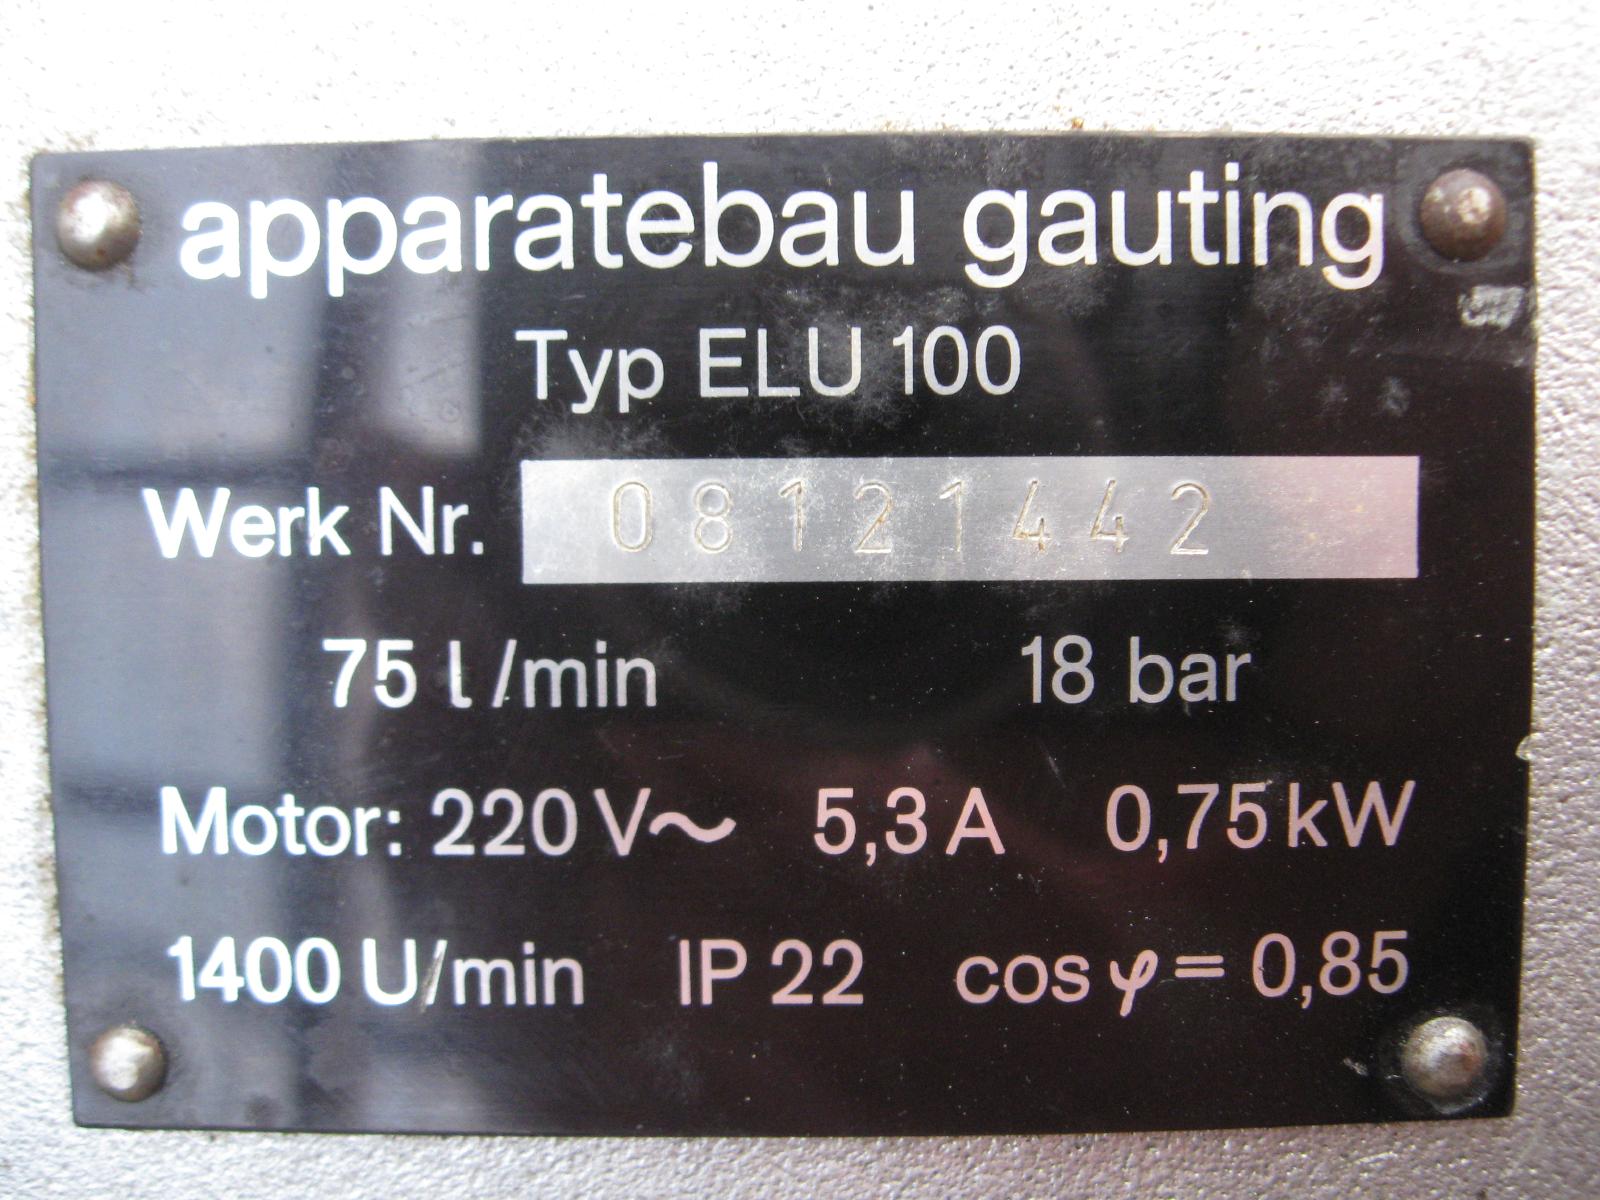 apparatebau gauting
Typ ELU 100
Werk Nr. 08121442
75 l/min 18 bar
Motor: 220 V~ 5,3 A 0,75 kW
1400 U/min IP 22 cos φ = 0,85